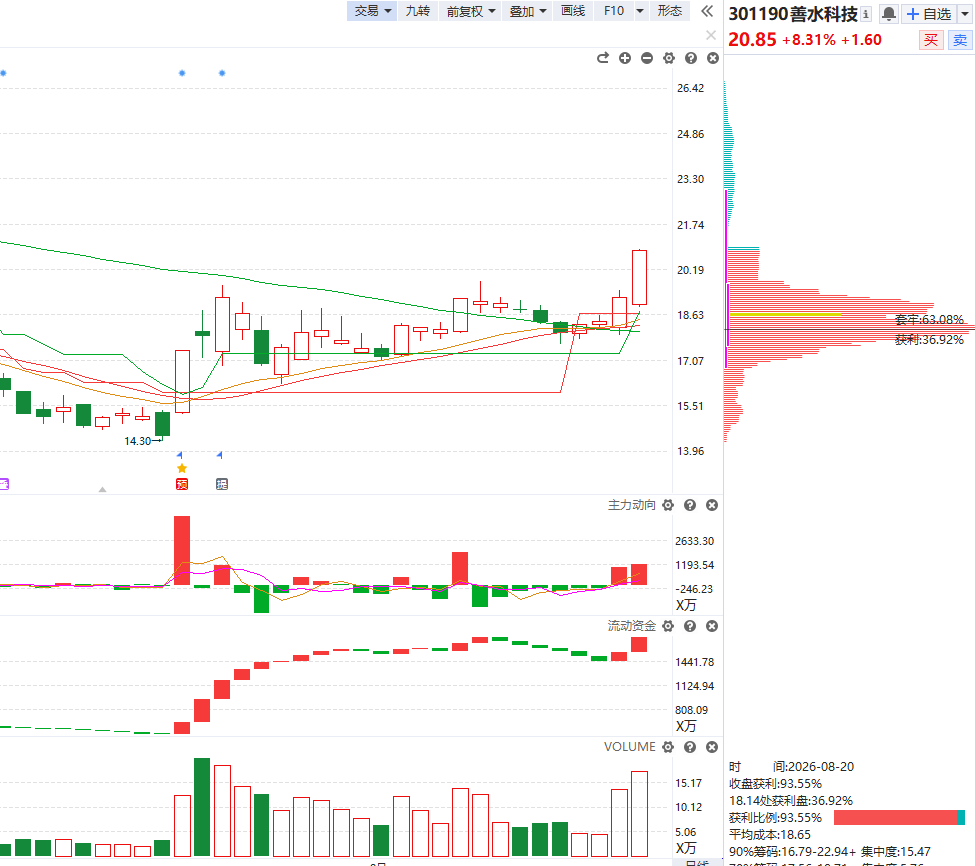 交易 九转 前复权 叠加 画线 F10 形态
301190善水科技 自选
20.85 +8.31% +1.60 买 卖
26.42
24.86
23.30
21.74
20.19
18.63
17.07
15.51
13.96
套牢:63.08%
获利:36.92%
14.30
预 提
主力动向
2633.30
1193.54
-246.23
X万
流动资金
1441.78
1124.94
808.09
X万
VOLUME
15.17
10.12
5.06
X万
时 间:2026-08-20
收盘获利:93.55%
18.14处获利盘:36.92%
获利比例:93.55%
平均成本:18.65
90%筹码:16.79-22.94+ 集中度:15.47
日线